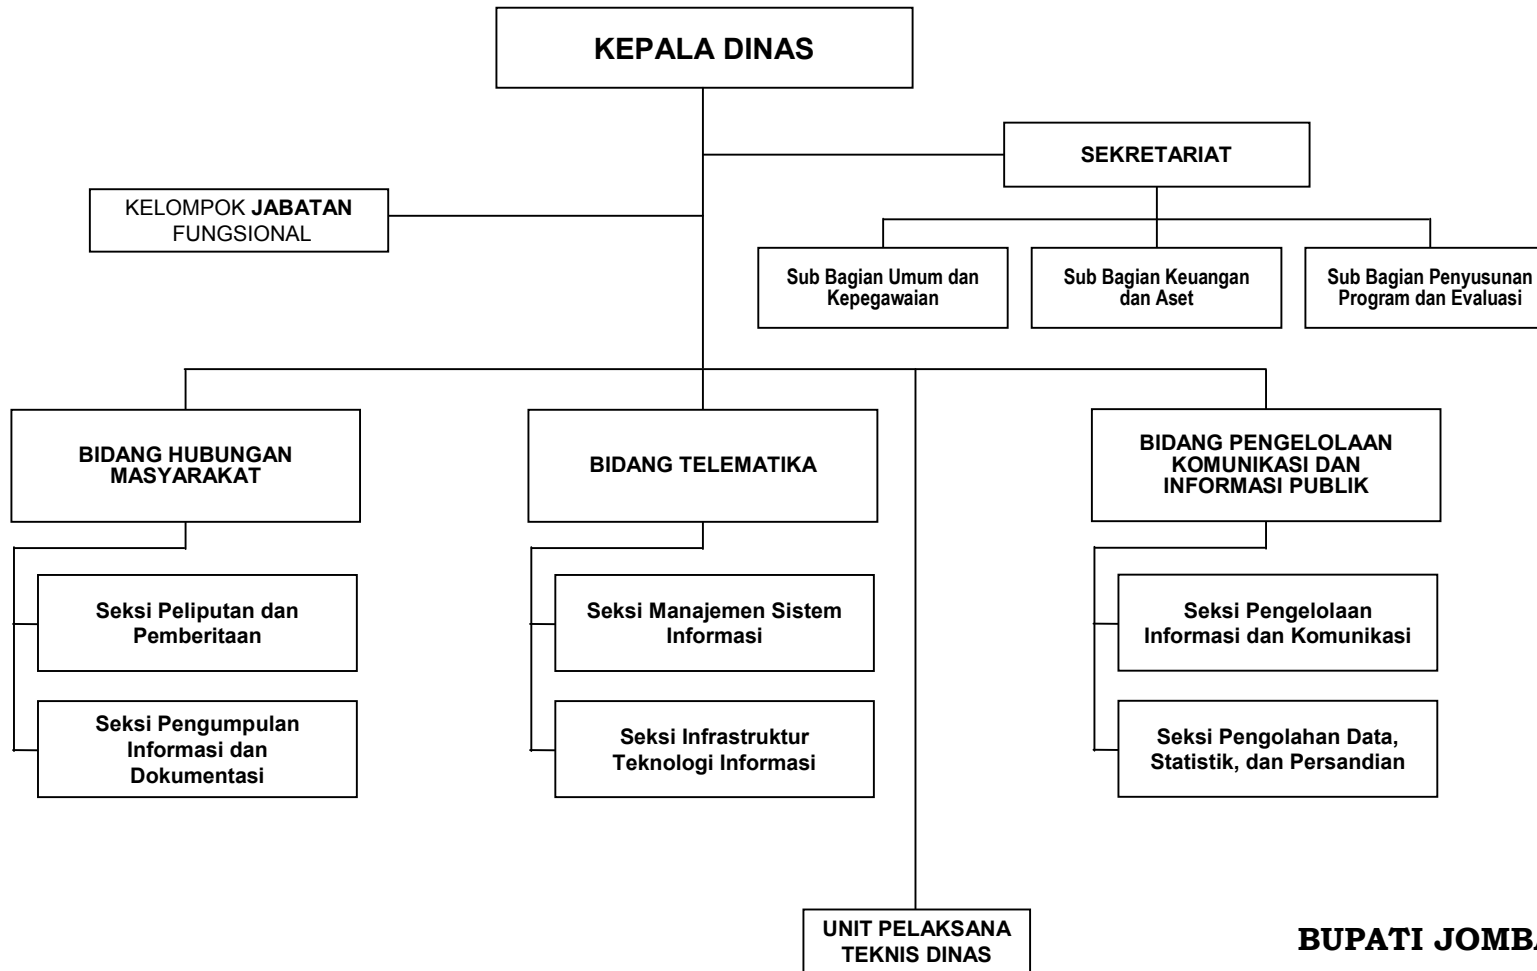 KEPALA DINAS
SEKRETARIAT
KELOMPOK JABATAN
FUNGSIONAL
Sub Bagian Umum dan
Kepegawaian
Sub Bagian Keuangan
dan Aset
Sub Bagian Penyusunan
Program dan Evaluasi
BIDANG HUBUNGAN
MASYARAKAT
BIDANG TELEMATIKA
BIDANG PENGELOLAAN
KOMUNIKASI DAN
INFORMASI PUBLIK
Seksi Peliputan dan
Pemberitaan
Seksi Manajemen Sistem
Informasi
Seksi Pengelolaan
Informasi dan Komunikasi
Seksi Pengumpulan
Informasi dan
Dokumentasi
Seksi Infrastruktur
Teknologi Informasi
Seksi Pengolahan Data,
Statistik, dan Persandian
UNIT PELAKSANA
TEKNIS DINAS
BUPATI